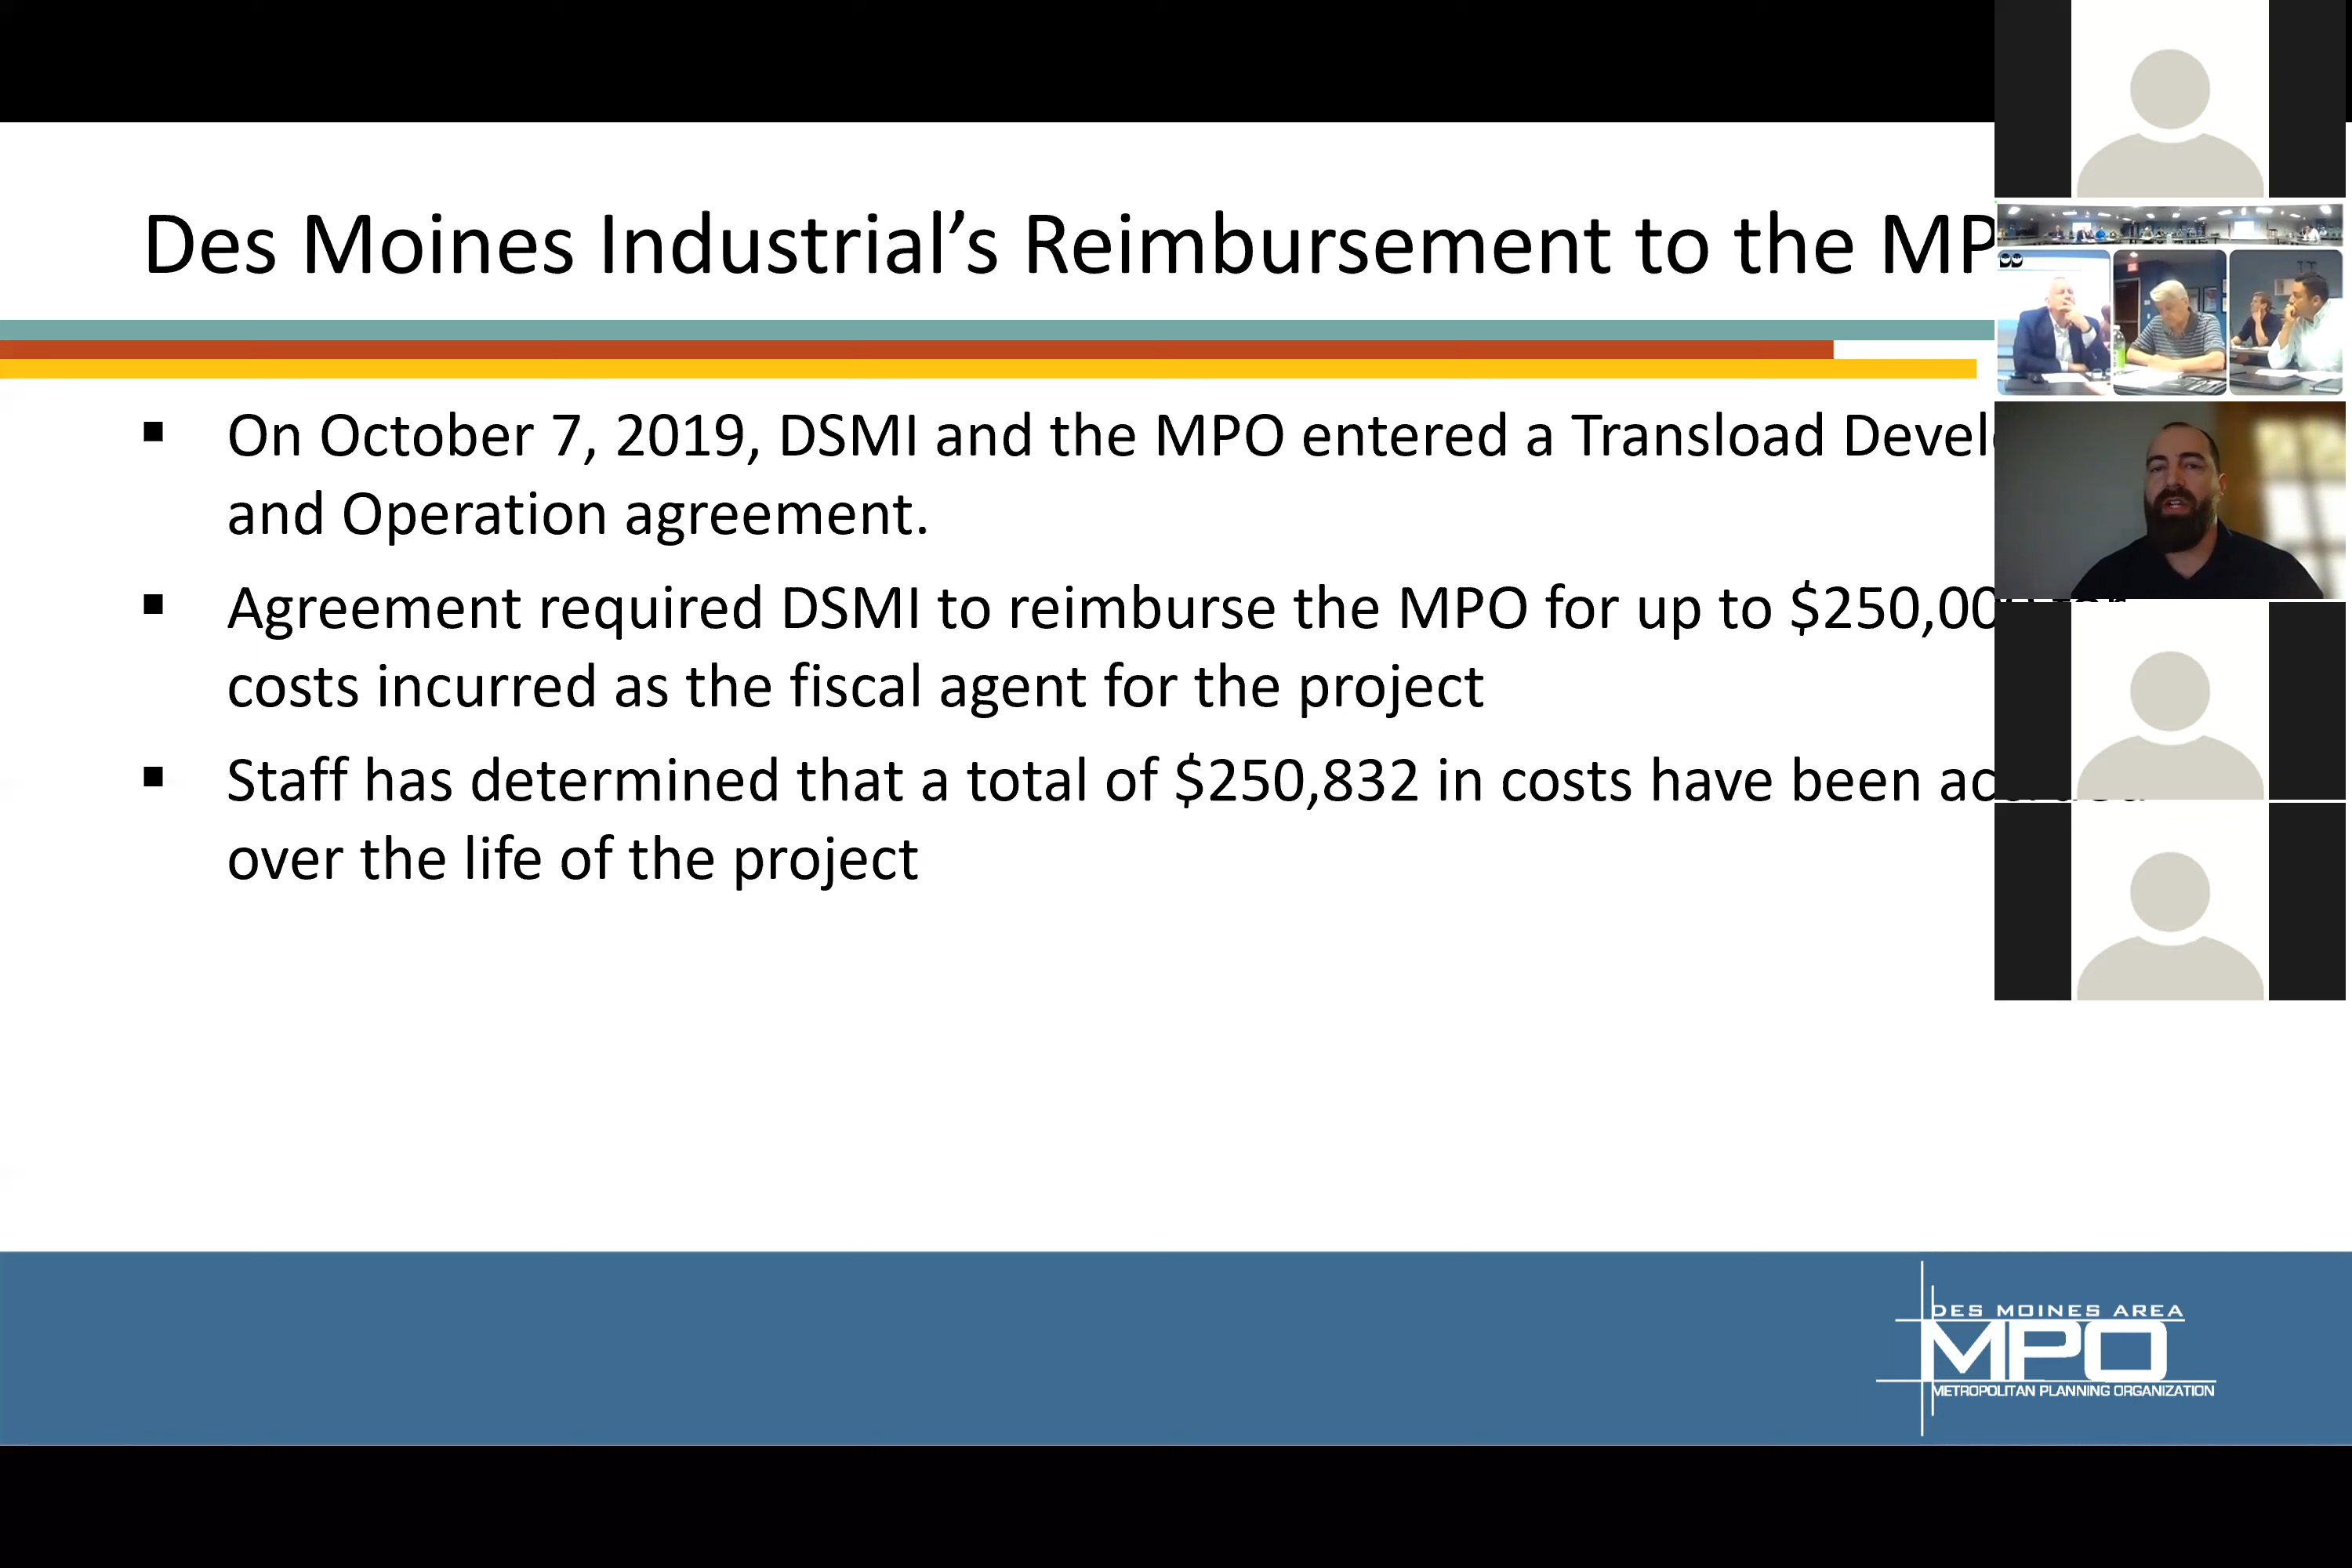 Des Moines Industrial’s Reimbursement to the MP
▪ On October 7, 2019, DSMI and the MPO entered a Transload Devel
and Operation agreement.
▪ Agreement required DSMI to reimburse the MPO for up to $250,00
costs incurred as the fiscal agent for the project
▪ Staff has determined that a total of $250,832 in costs have been
over the life of the project
DES MOINES AREA
MPO
METROPOLITAN PLANNING ORGANIZATION